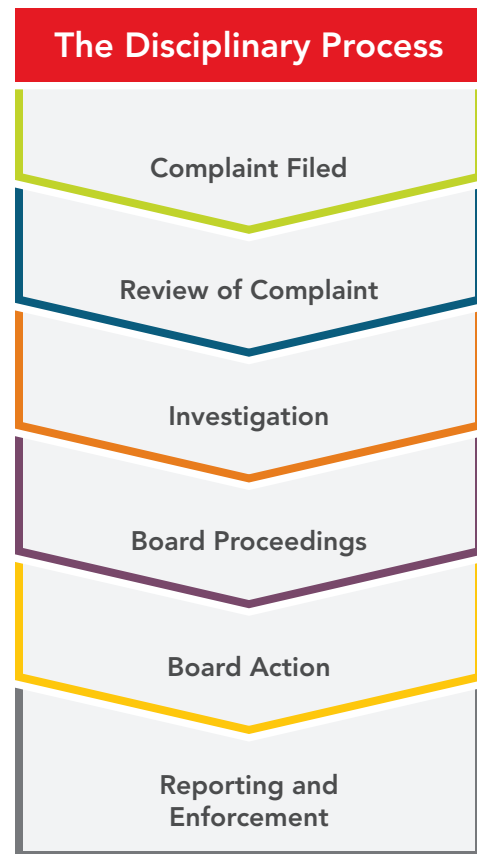 The Disciplinary Process
Complaint Filed
Review of Complaint
Investigation
Board Proceedings
Board Action
Reporting and
Enforcement